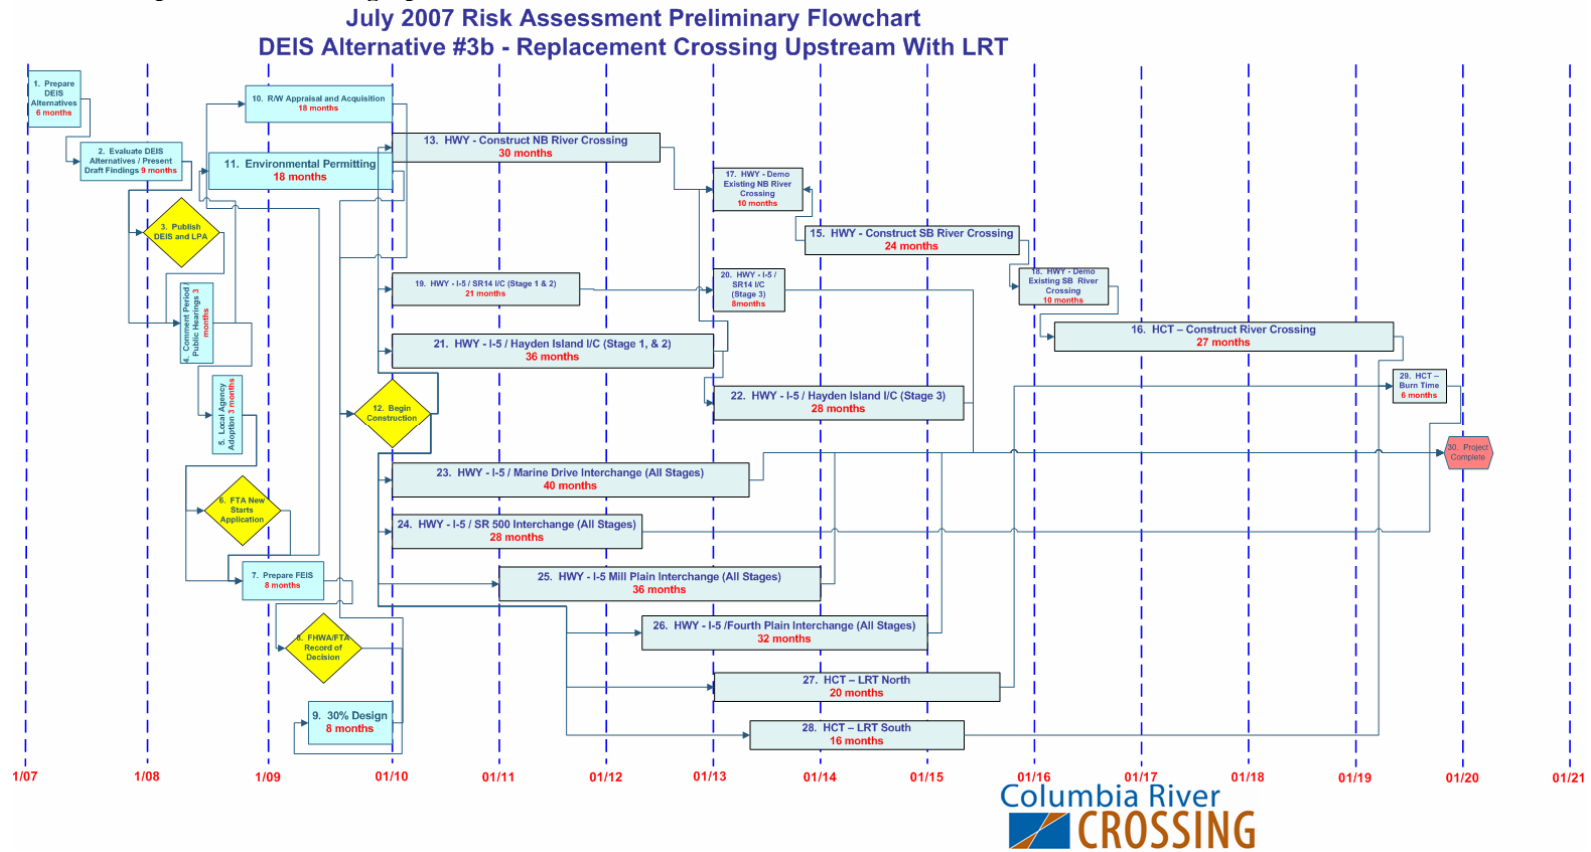 July 2007 Risk Assessment Preliminary Flowchart
DEIS Alternative #3b - Replacement Crossing Upstream With LRT
1. Prepare
DEIS
Alternatives
6 months
2. Evaluate DEIS
Alternatives / Present
Draft Findings 9 months
3. Publish
DEIS and LPA
4. Comment Period /
Public Hearings 3
months
5. Local Agency
Adoption 3 months
6. FTA New
Starts
Application
7. Prepare FEIS
8 months
8. FHWA/FTA
Record of
Decision
9. 30% Design
8 months
10. R/W Appraisal and Acquisition
18 months
11. Environmental Permitting
18 months
12. Begin
Construction
13. HWY - Construct NB River Crossing
30 months
17. HWY - Demo
Existing NB River
Crossing
10 months
15. HWY - Construct SB River Crossing
24 months
18. HWY - Demo
Existing SB River
Crossing
10 months
16. HCT – Construct River Crossing
27 months
19. HWY - I-5 / SR14 I/C (Stage 1 & 2)
21 months
20. HWY - I-5 /
SR14 I/C
(Stage 3)
8months
21. HWY - I-5 / Hayden Island I/C (Stage 1, & 2)
36 months
22. HWY - I-5 / Hayden Island I/C (Stage 3)
28 months
23. HWY - I-5 / Marine Drive Interchange (All Stages)
40 months
24. HWY - I-5 / SR 500 Interchange (All Stages)
28 months
25. HWY - I-5 Mill Plain Interchange (All Stages)
36 months
26. HWY - I-5 /Fourth Plain Interchange (All Stages)
32 months
27. HCT – LRT North
20 months
28. HCT – LRT South
16 months
29. HCT –
Burn Time
6 months
30. Project
Complete
1/07
1/08
1/09
01/10
01/11
01/12
01/13
01/14
01/15
01/16
01/17
01/18
01/19
01/20
01/21
Columbia River
CROSSING